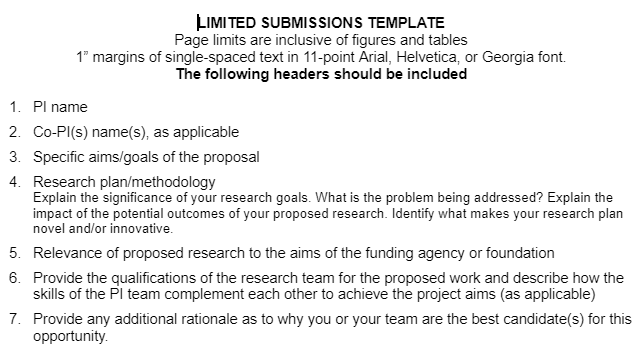 LIMITED SUBMISSIONS TEMPLATE
Page limits are inclusive of figures and tables
1” margins of single-spaced text in 11-point Arial, Helvetica, or Georgia font.
The following headers should be included
1. PI name
2. Co-PI(s) name(s), as applicable
3. Specific aims/goals of the proposal
4. Research plan/methodology
Explain the significance of your research goals. What is the problem being addressed? Explain the
impact of the potential outcomes of your proposed research. Identify what makes your research plan
novel and/or innovative.
5. Relevance of proposed research to the aims of the funding agency or foundation
6. Provide the qualifications of the research team for the proposed work and describe how the
skills of the PI team complement each other to achieve the project aims (as applicable)
7. Provide any additional rationale as to why you or your team are the best candidate(s) for this
opportunity.